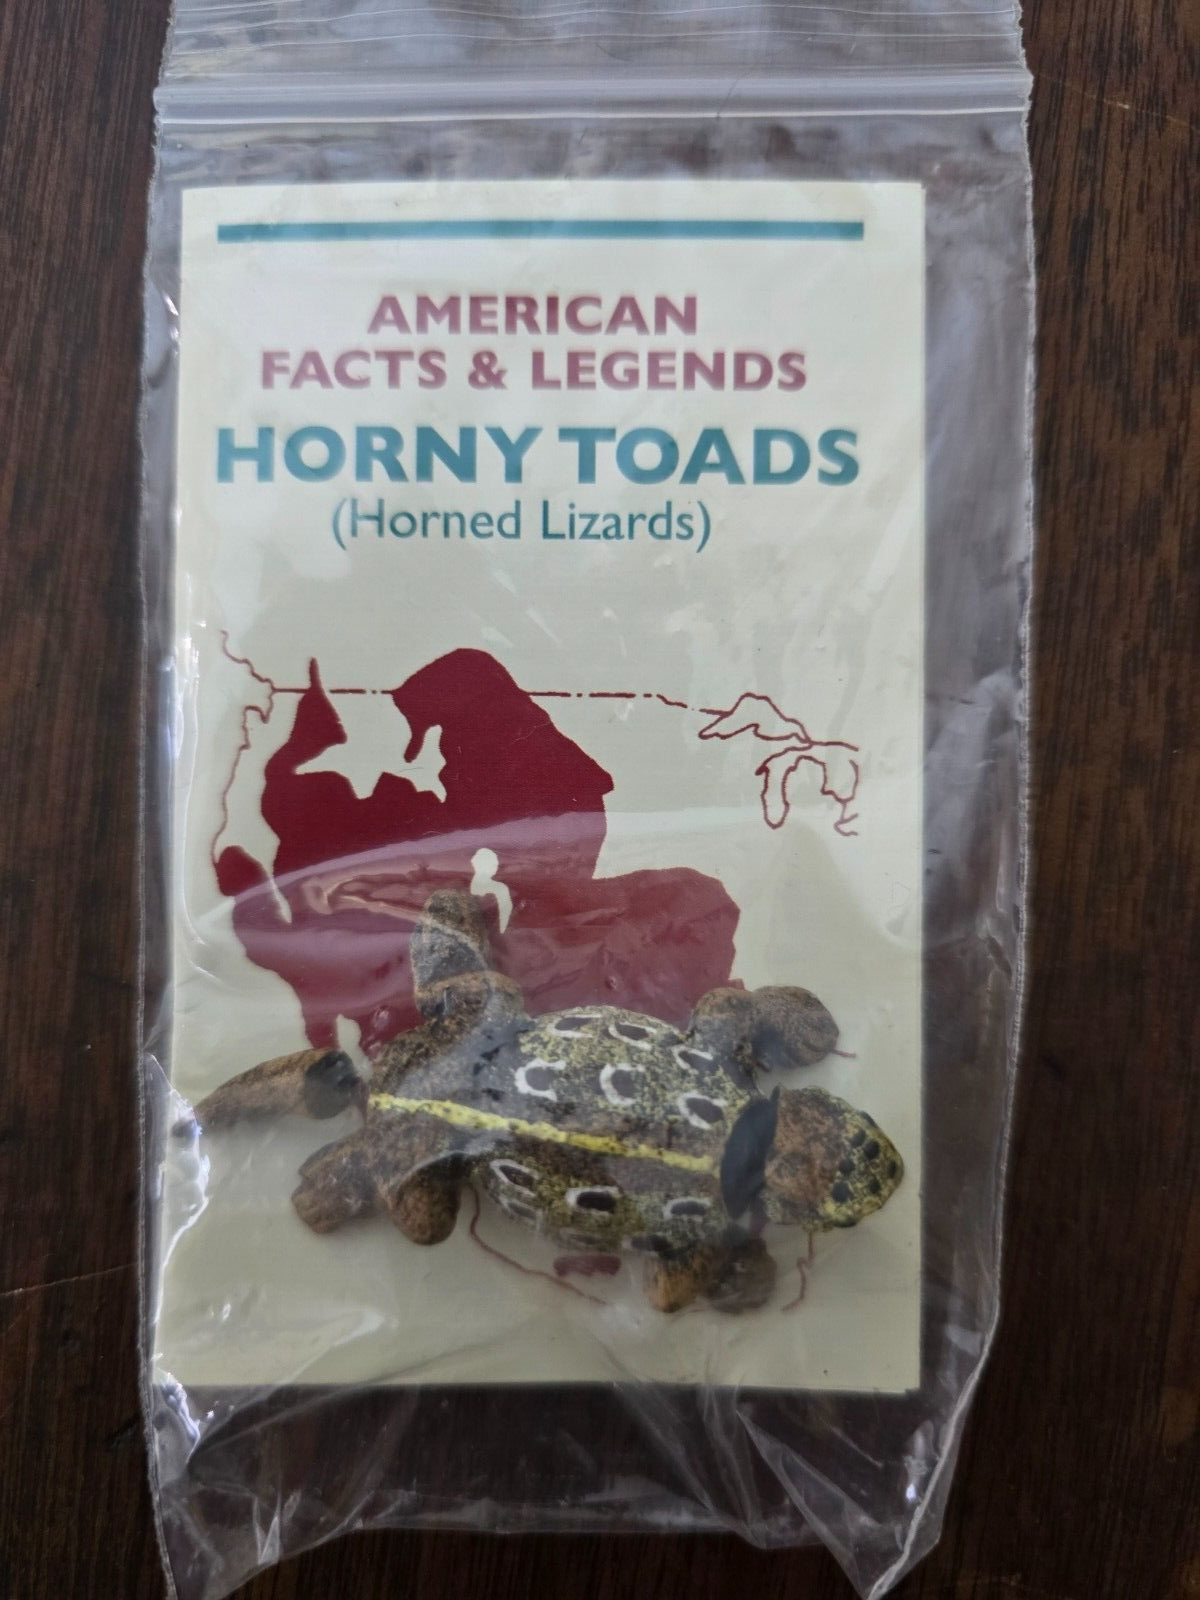 AMERICAN
FACTS & LEGENDS
HORNY TOADS
(Horned Lizards)